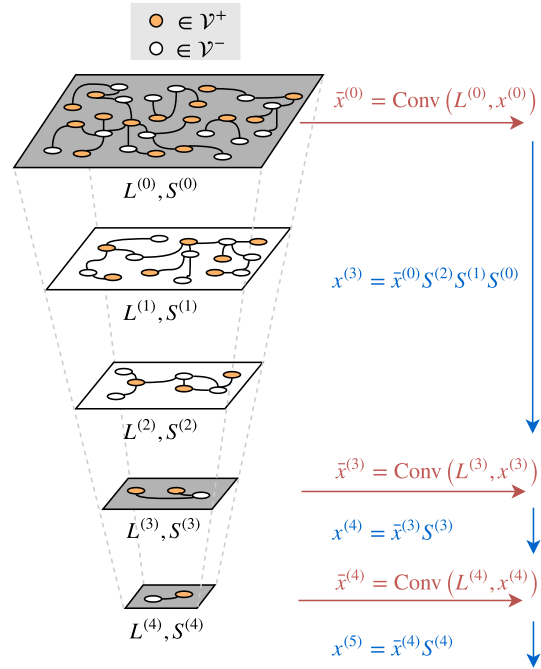 ∈ 𝒱⁺
∈ 𝒱⁻
x̄⁽⁰⁾ = Conv (L⁽⁰⁾, x⁽⁰⁾)
L⁽⁰⁾, S⁽⁰⁾
x⁽³⁾ = x̄⁽⁰⁾S⁽²⁾S⁽¹⁾S⁽⁰⁾
L⁽¹⁾, S⁽¹⁾
L⁽²⁾, S⁽²⁾
x̄⁽³⁾ = Conv (L⁽³⁾, x⁽³⁾)
L⁽³⁾, S⁽³⁾
x⁽⁴⁾ = x̄⁽³⁾S⁽³⁾
x̄⁽⁴⁾ = Conv (L⁽⁴⁾, x⁽⁴⁾)
L⁽⁴⁾, S⁽⁴⁾
x⁽⁵⁾ = x̄⁽⁴⁾S⁽⁴⁾